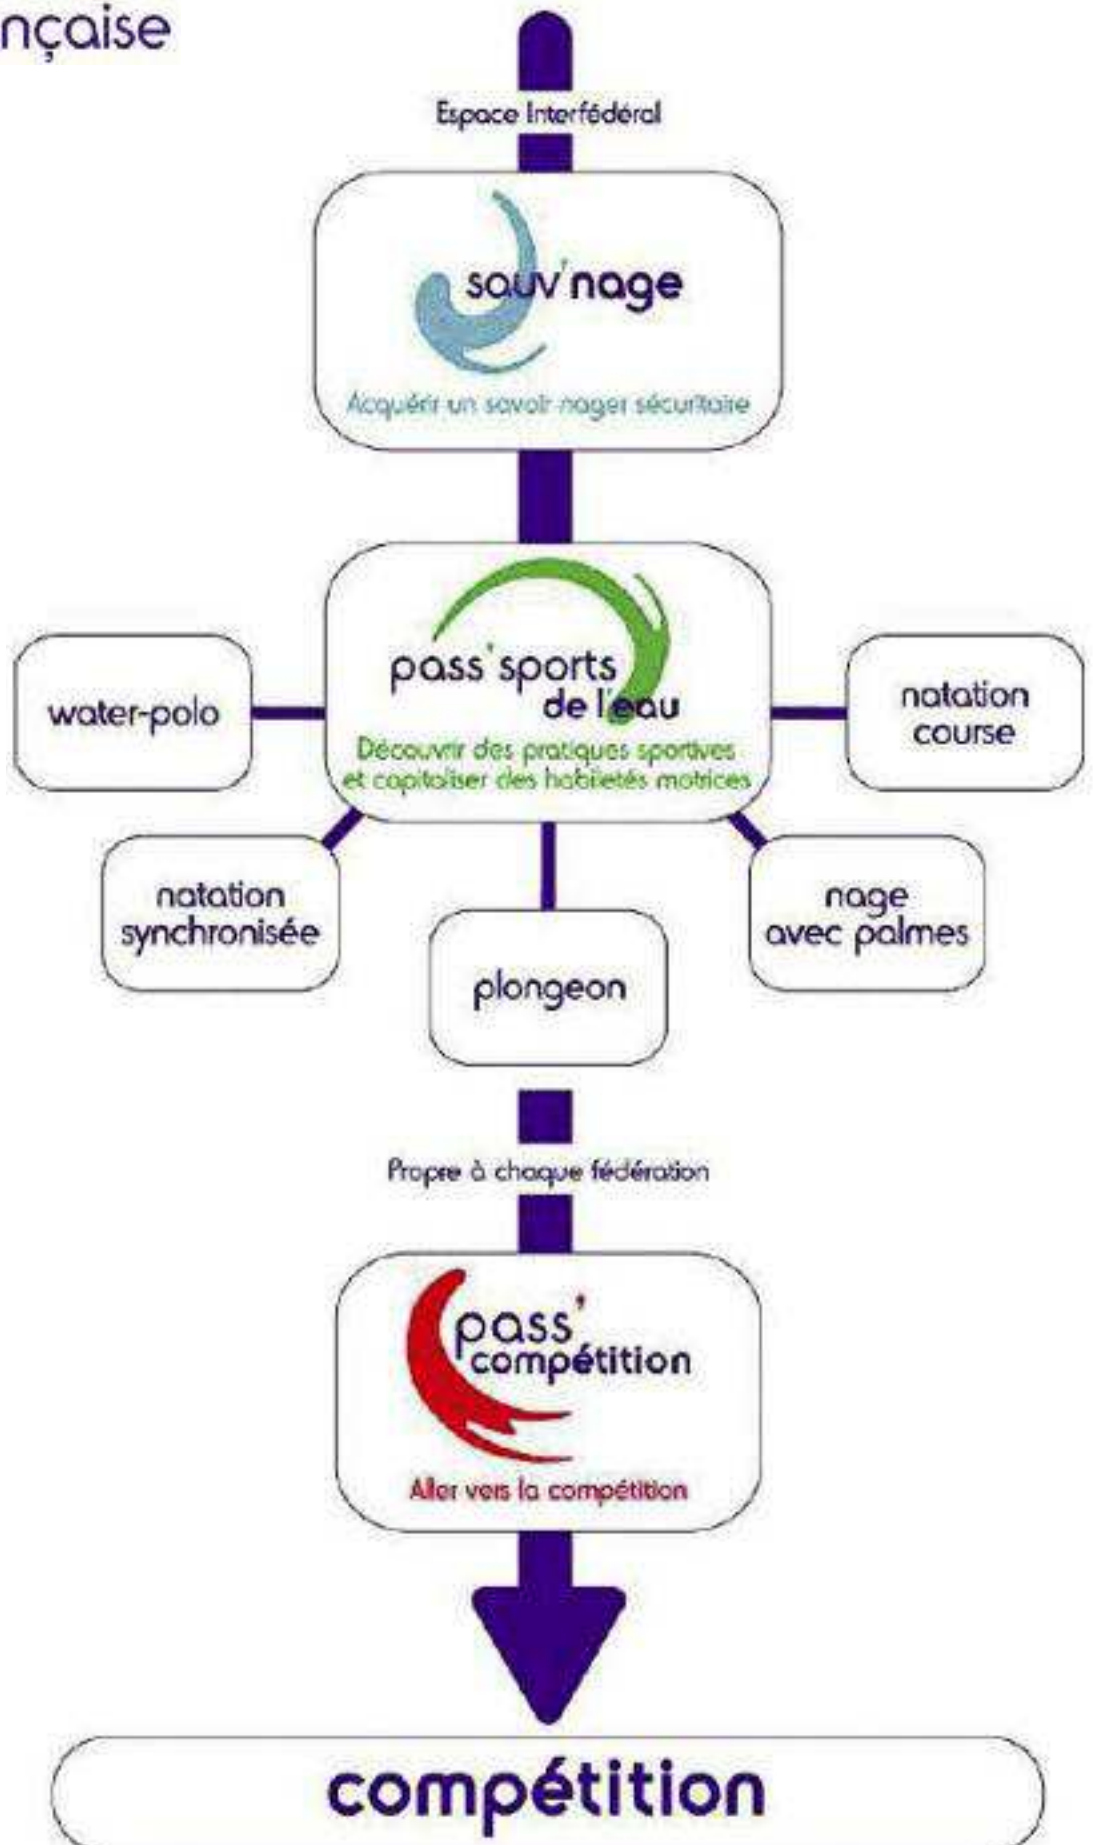 nçaise
Espace Interfédéral
sauv'nage
Acquérir un savoir nager sécuritaire
pass'sports
de l'eau
Découvrir des pratiques sportives
et capitaliser des habiletés motrices
water-polo
natation
course
natation
synchronisée
nage
avec palmes
plongeon
Propre à chaque fédération
pass'
compétition
Aller vers la compétition
compétition